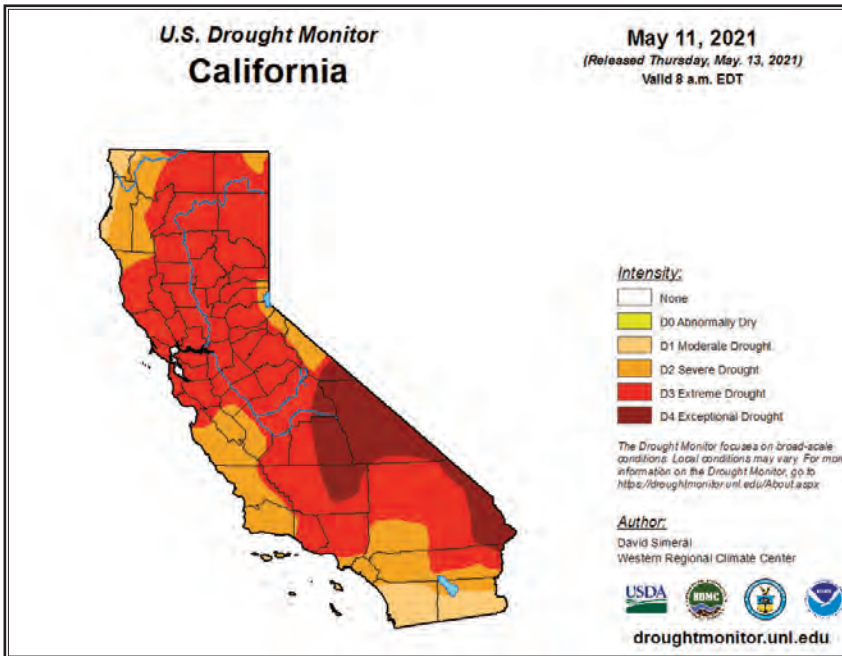 U.S. Drought Monitor
California
May 11, 2021
(Released Thursday, May. 13, 2021)
Valid 8 a.m. EDT
Intensity:
None
D0 Abnormally Dry
D1 Moderate Drought
D2 Severe Drought
D3 Extreme Drought
D4 Exceptional Drought
The Drought Monitor focuses on broad-scale
conditions. Local conditions may vary. For more
information on the Drought Monitor, go to
https://droughtmonitor.unl.edu/About.aspx
Author:
David Simeral
Western Regional Climate Center
USDA
NDMC
droughtmonitor.unl.edu